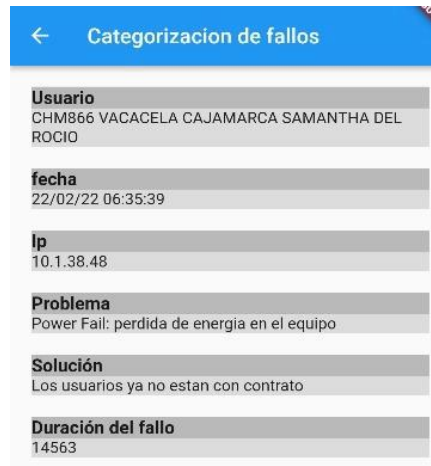 Categorizacion de fallos
Usuario
CHM866 VACACELA CAJAMARCA SAMANTHA DEL
ROCIO
fecha
22/02/22 06:35:39
Ip
10.1.38.48
Problema
Power Fail: perdida de energia en el equipo
Solución
Los usuarios ya no estan con contrato
Duración del fallo
14563